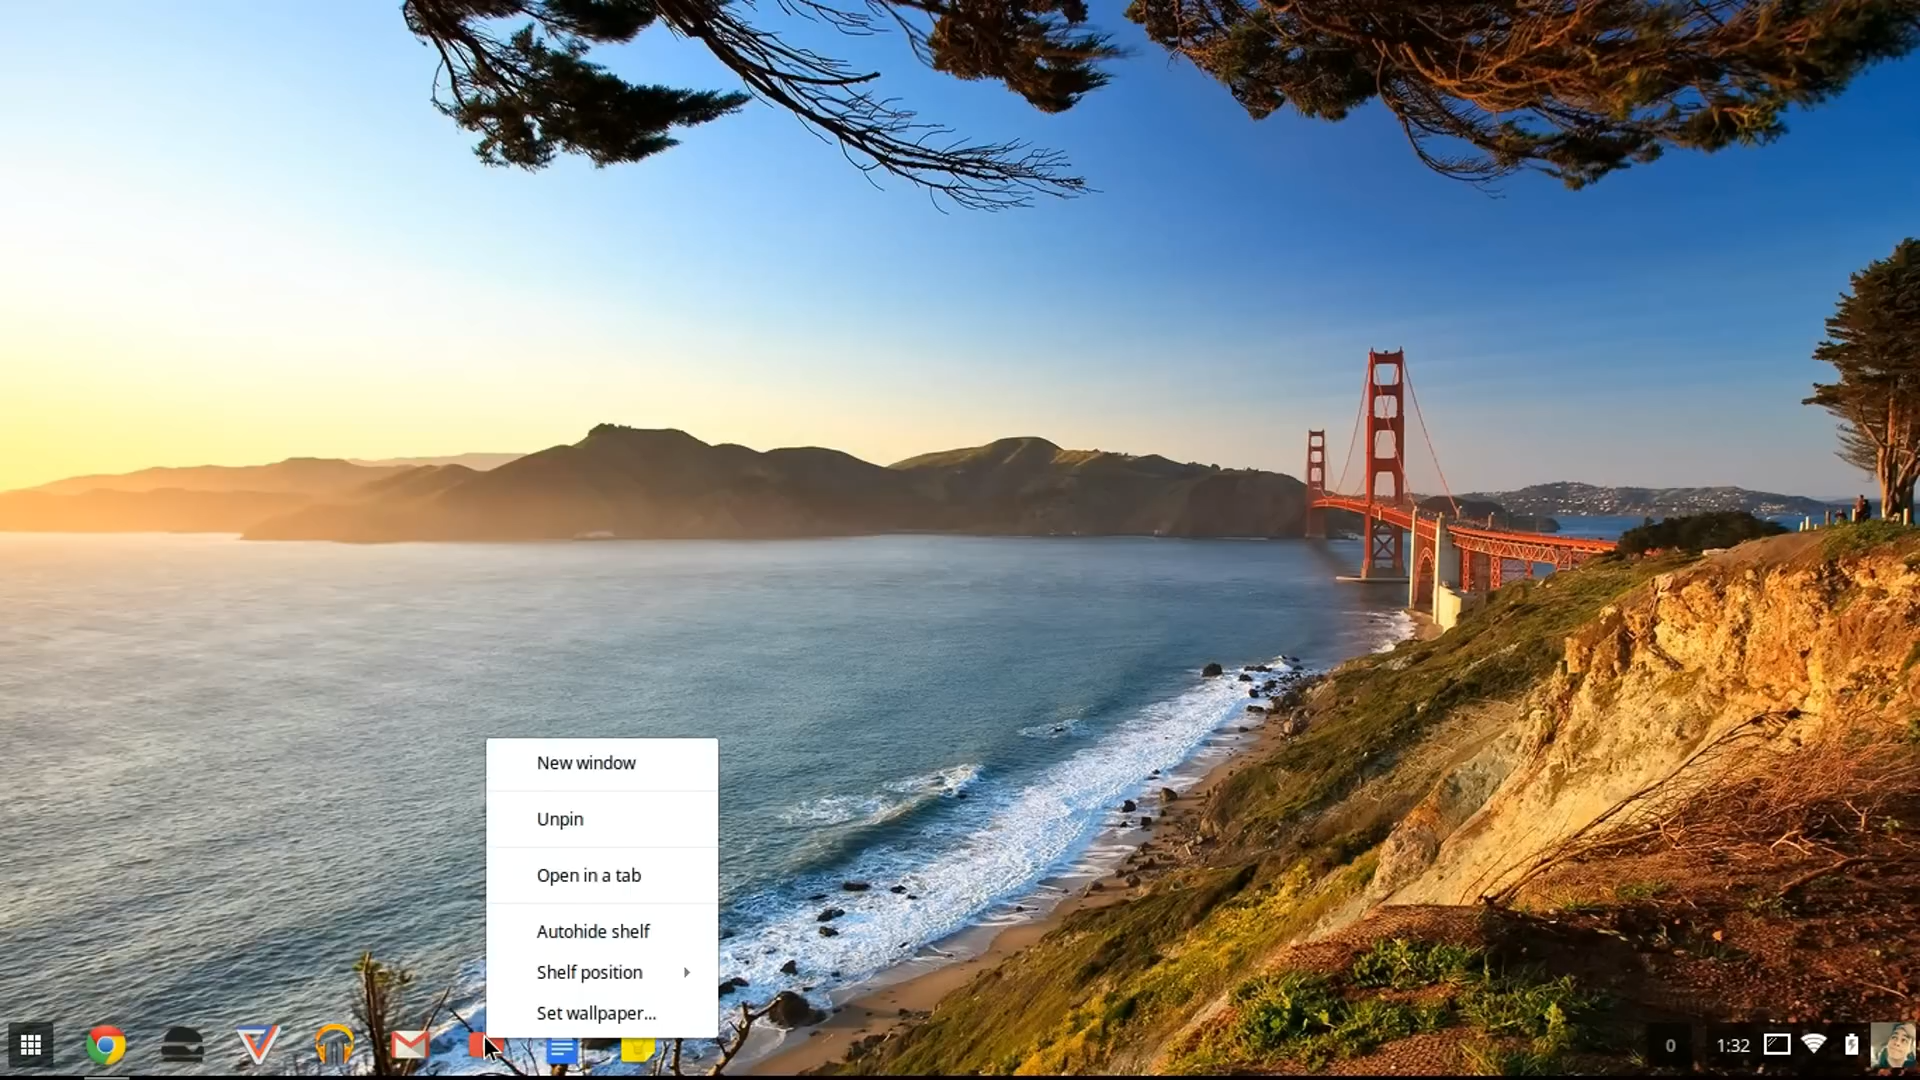 New window
Unpin
Open in a tab
Autohide shelf
Shelf position
Set wallpaper...
0
1:32